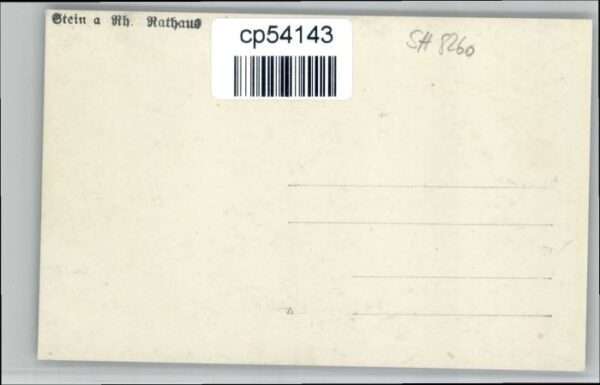 Stein a Rh. Rathaus
cp54143
SH 8260